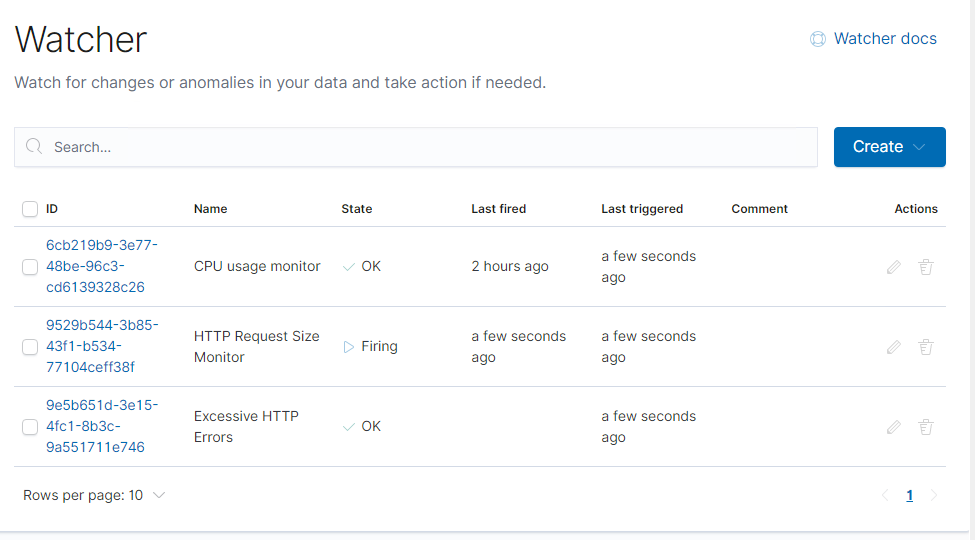 Watcher
Watcher docs
Watch for changes or anomalies in your data and take action if needed.
Search...
Create
ID Name State Last fired Last triggered Comment Actions
6cb219b9-3e77-
48be-96c3-
cd6139328c26
CPU usage monitor
OK
2 hours ago
a few seconds
ago
9529b544-3b85-
43f1-b534-
77104ceff38f
HTTP Request Size
Monitor
Firing
a few seconds
ago
a few seconds
ago
9e5b651d-3e15-
4fc1-8b3c-
9a551711e746
Excessive HTTP
Errors
OK
a few seconds
ago
Rows per page: 10
1